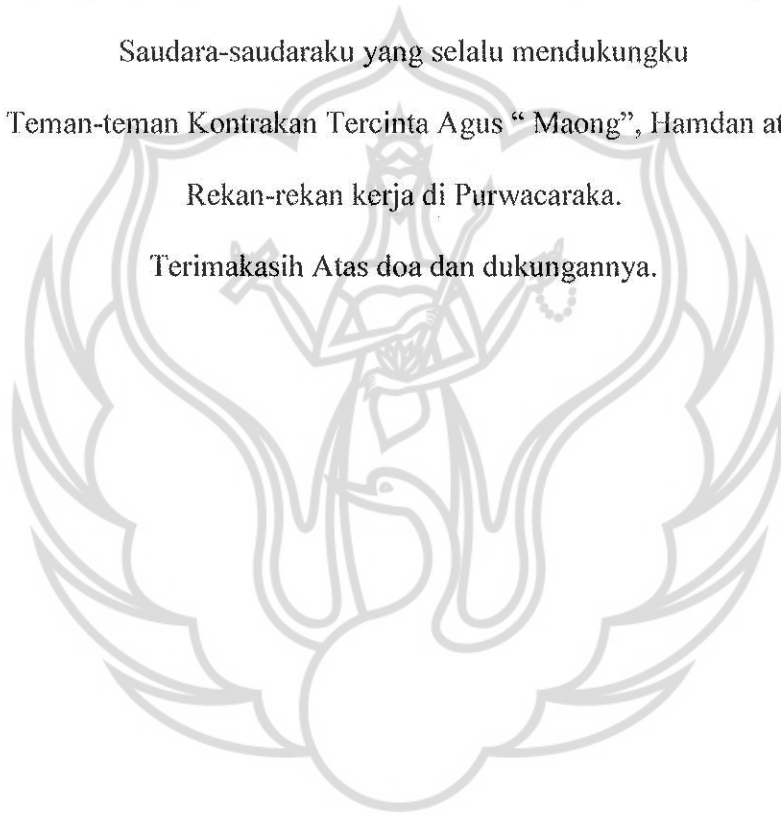 Saudara-saudaraku yang selalu mendukungku
Teman-teman Kontrakan Tercinta Agus “ Maong”, Hamdan
Rekan-rekan kerja di Purwacaraka.
Terimakasih Atas doa dan dukungannya.